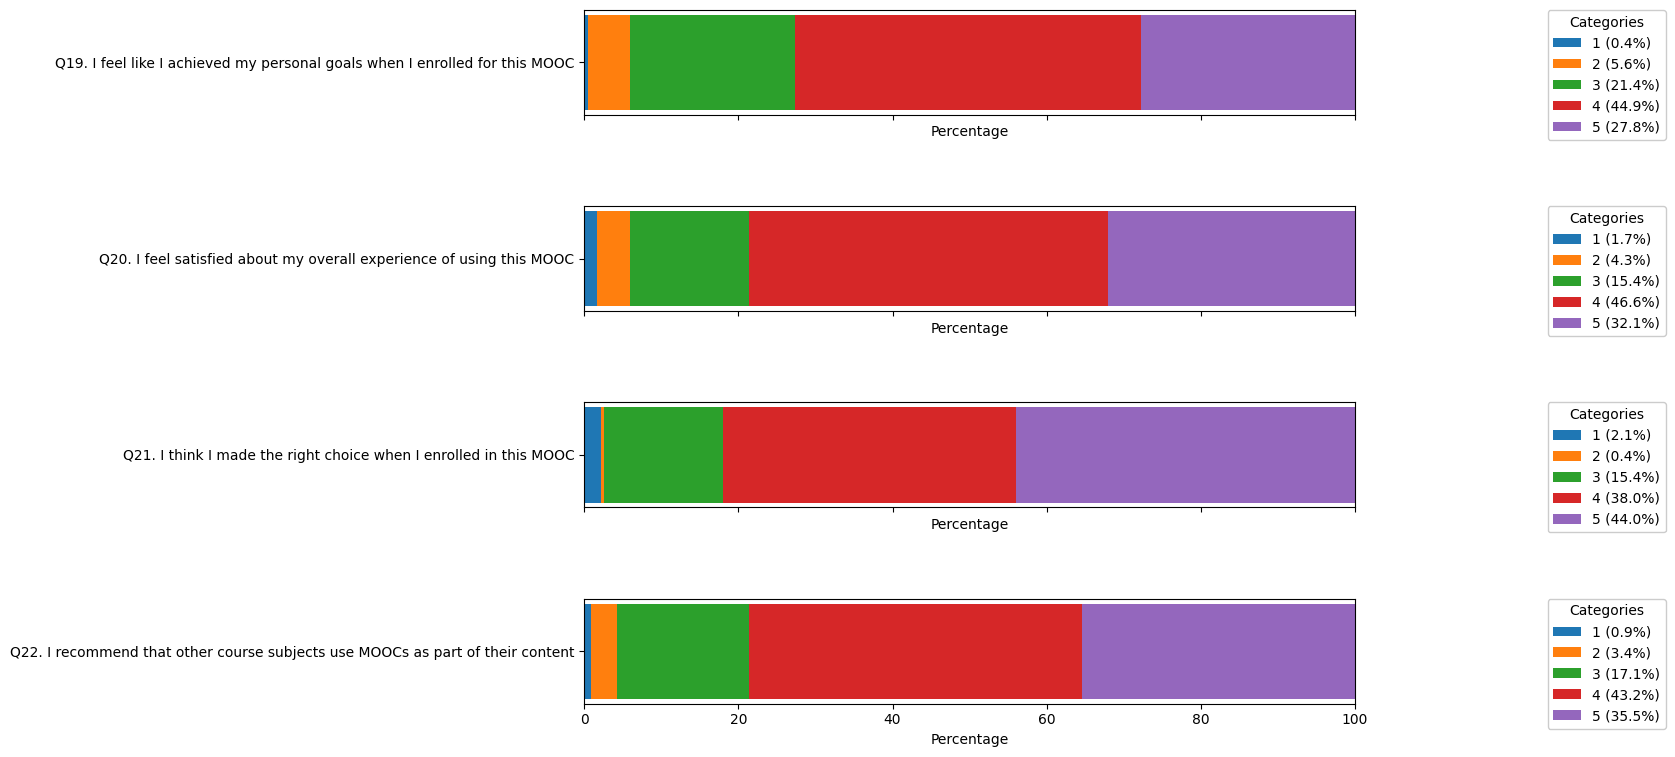 Q19. I feel like I achieved my personal goals when I enrolled for this MOOC
Percentage
Categories
1 (0.4%)
2 (5.6%)
3 (21.4%)
4 (44.9%)
5 (27.8%)
Q20. I feel satisfied about my overall experience of using this MOOC
Percentage
Categories
1 (1.7%)
2 (4.3%)
3 (15.4%)
4 (46.6%)
5 (32.1%)
Q21. I think I made the right choice when I enrolled in this MOOC
Percentage
Categories
1 (2.1%)
2 (0.4%)
3 (15.4%)
4 (38.0%)
5 (44.0%)
Q22. I recommend that other course subjects use MOOCs as part of their content
0 20 40 60 80 100
Percentage
Categories
1 (0.9%)
2 (3.4%)
3 (17.1%)
4 (43.2%)
5 (35.5%)